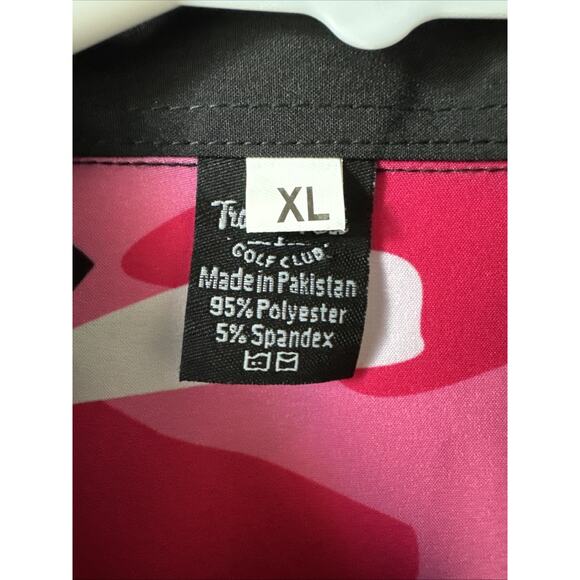 XL
GOLF CLUB
Made in Pakistan
95% Polyester
5% Spandex